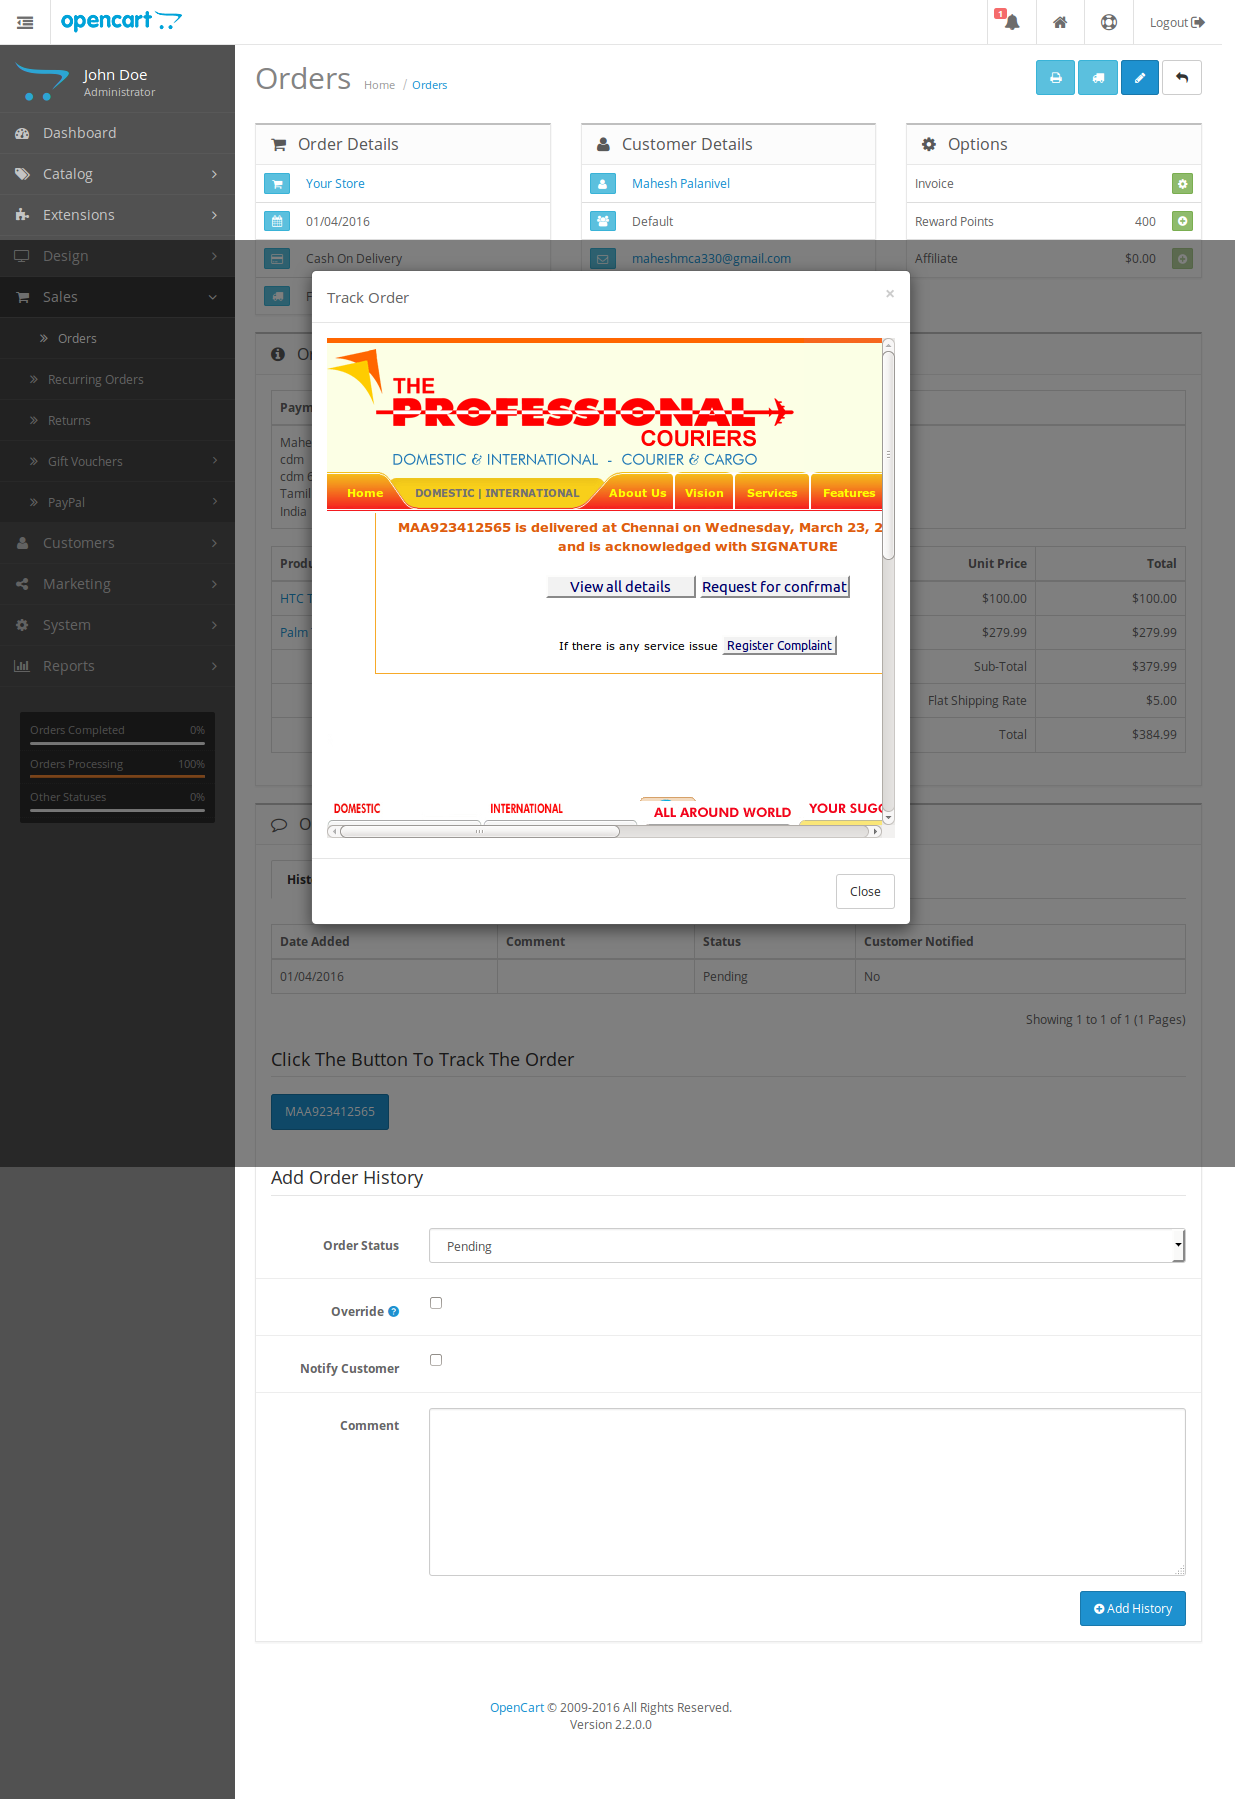 opencart
1
Logout
John Doe
Administrator
Orders
Home / Orders
Dashboard
Catalog
Extensions
Design
Sales
Orders
Recurring Orders
Returns
Gift Vouchers
PayPal
Customers
Marketing
System
Reports
Orders Completed 0%
Orders Processing 100%
Other Statuses 0%
Order Details
Your Store
01/04/2016
Cash On Delivery
F
Customer Details
Mahesh Palanivel
Default
maheshmca330@gmail.com
Options
Invoice
Reward Points 400
Affiliate $0.00
Track Order ×
THE
PROFESSIONAL
COURIERS
DOMESTIC & INTERNATIONAL - COURIER & CARGO
Home DOMESTIC | INTERNATIONAL About Us Vision Services Features
MAA923412565 is delivered at Chennai on Wednesday, March 23, 2
and is acknowledged with SIGNATURE
View all details Request for confrmat
If there is any service issue Register Complaint
DOMESTIC INTERNATIONAL ALL AROUND WORLD YOUR SUGG
Close
O
Paym
Mahe
cdm
cdm 6
Tamil
India
Produ Unit Price Total
HTC T $100.00 $100.00
Palm T $279.99 $279.99
Sub-Total $379.99
Flat Shipping Rate $5.00
Total $384.99
O
Hist
Date Added Comment Status Customer Notified
01/04/2016 Pending No
Showing 1 to 1 of 1 (1 Pages)
Click The Button To Track The Order
MAA923412565
Add Order History
Order Status Pending
Override ?
Notify Customer
Comment
Add History
OpenCart © 2009-2016 All Rights Reserved.
Version 2.2.0.0